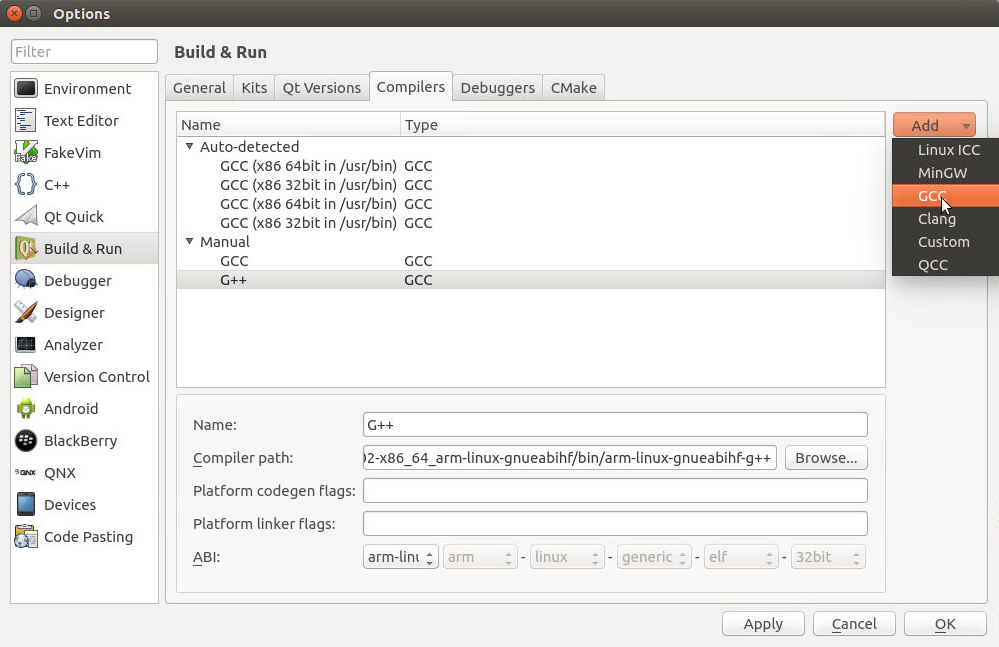 Options
Filter
Build & Run
Environment
Text Editor
FakeVim
C++
Qt Quick
Build & Run
Debugger
Designer
Analyzer
Version Control
Android
BlackBerry
QNX
Devices
Code Pasting
General Kits Qt Versions Compilers Debuggers CMake
Name Type
Auto-detected
GCC (x86 64bit in /usr/bin) GCC
GCC (x86 32bit in /usr/bin) GCC
GCC (x86 64bit in /usr/bin) GCC
GCC (x86 32bit in /usr/bin) GCC
Manual
GCC GCC
G++ GCC
Add
Linux ICC
MinGW
GCC
Clang
Custom
QCC
Name: G++
Compiler path: 02-x86_64_arm-linux-gnueabihf/bin/arm-linux-gnueabihf-g++ Browse...
Platform codegen flags:
Platform linker flags:
ABI: arm-linu arm - linux - generic - elf - 32bit
Apply Cancel OK